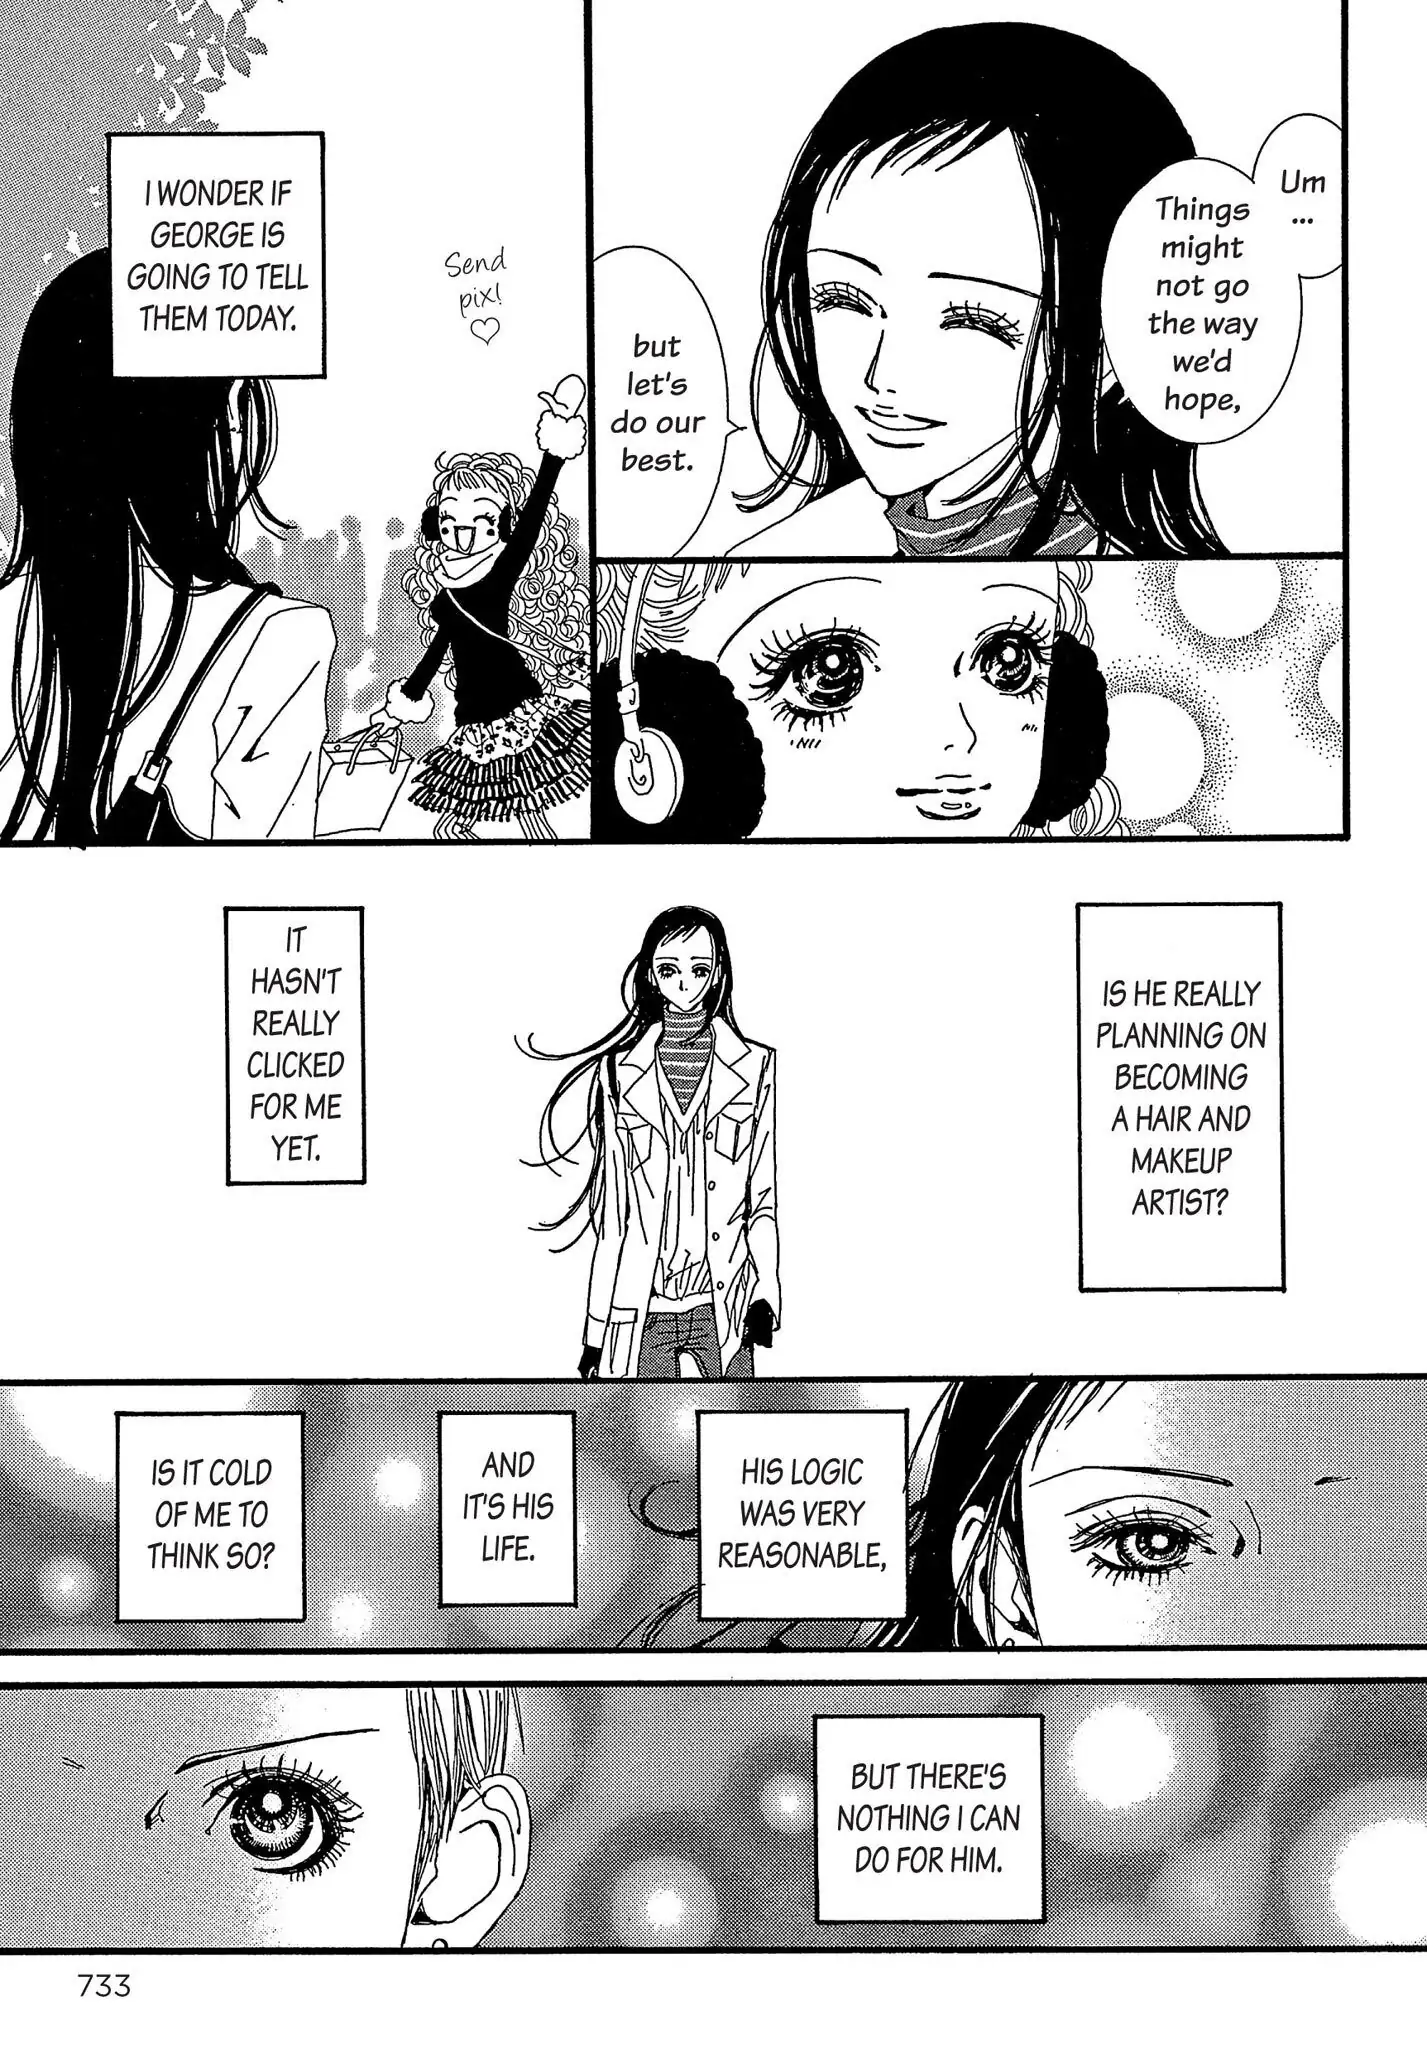 Um
...
Things
might
not go
the way
we'd
hope,
but
let's
do our
best.
Send
pix!
I WONDER IF
GEORGE IS
GOING TO TELL
THEM TODAY.
IS HE REALLY
PLANNING ON
BECOMING
A HAIR AND
MAKEUP
ARTIST?
IT
HASN'T
REALLY
CLICKED
FOR ME
YET.
HIS LOGIC
WAS VERY
REASONABLE,
AND
IT'S HIS
LIFE.
IS IT COLD
OF ME TO
THINK SO?
BUT THERE'S
NOTHING I CAN
DO FOR HIM.
733